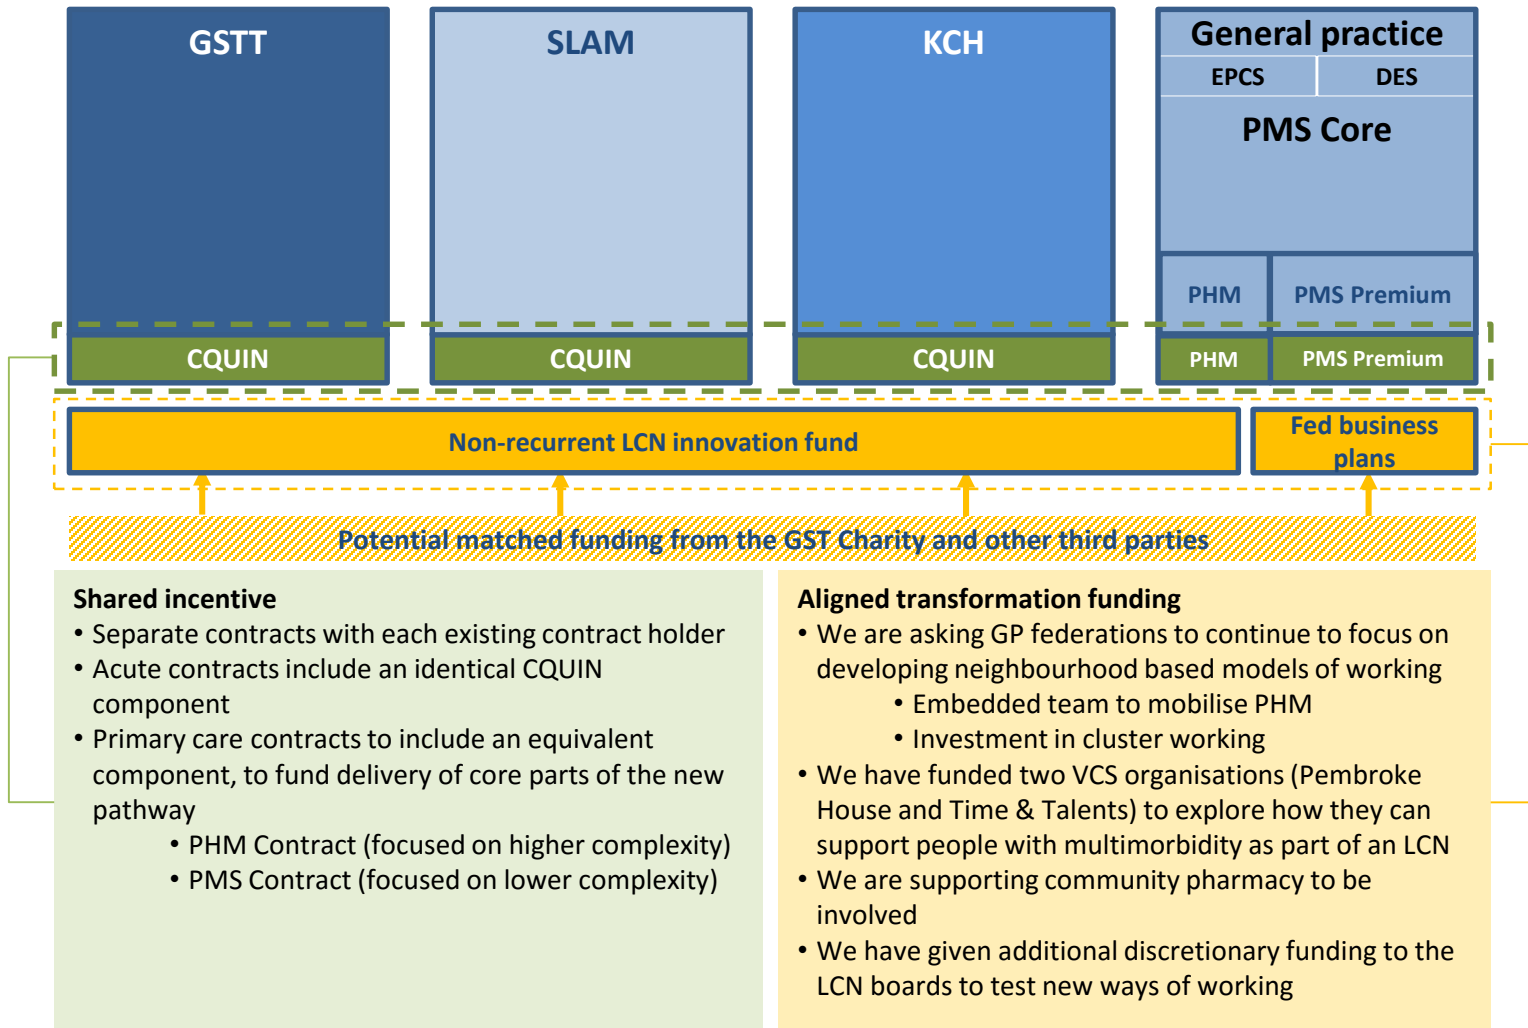 GSTT
SLAM
KCH
General practice
EPCS
DES
PMS Core
PHM
PMS Premium
CQUIN
CQUIN
CQUIN
PHM
PMS Premium
Non-recurrent LCN innovation fund
Fed business
plans
Potential matched funding from the GST Charity and other third parties
Shared incentive
• Separate contracts with each existing contract holder
• Acute contracts include an identical CQUIN
component
• Primary care contracts to include an equivalent
component, to fund delivery of core parts of the new
pathway
• PHM Contract (focused on higher complexity)
• PMS Contract (focused on lower complexity)
Aligned transformation funding
• We are asking GP federations to continue to focus on
developing neighbourhood based models of working
• Embedded team to mobilise PHM
• Investment in cluster working
• We have funded two VCS organisations (Pembroke
House and Time & Talents) to explore how they can
support people with multimorbidity as part of an LCN
• We are supporting community pharmacy to be
involved
• We have given additional discretionary funding to the
LCN boards to test new ways of working